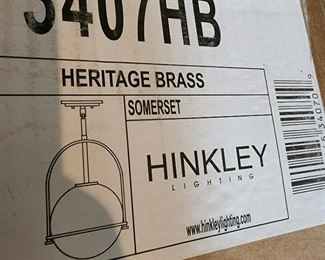 3407HB
HERITAGE BRASS
SOMERSET
HINKLEY
LIGHTING
www.hinkleylighting.com